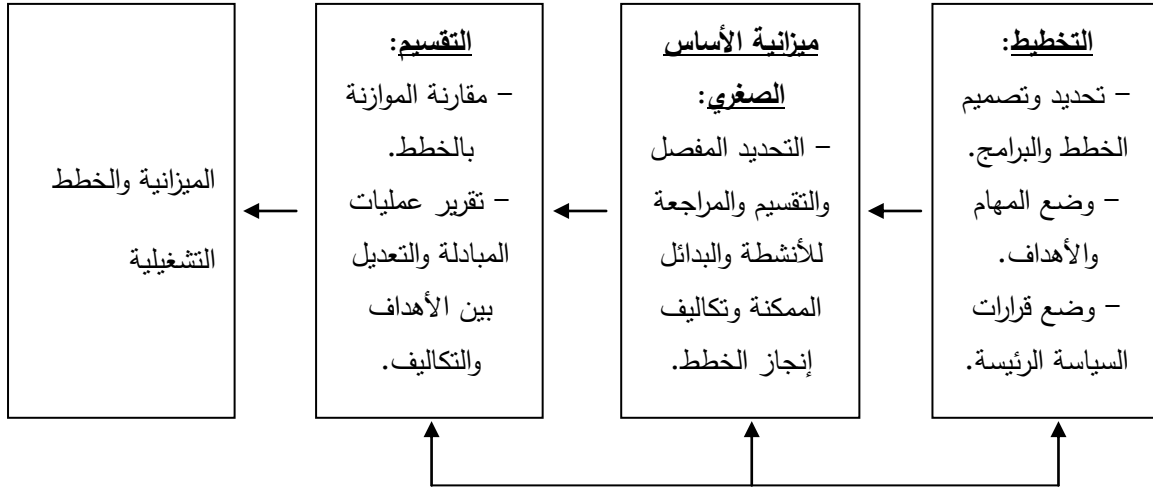 التخطيط:
– تحديد وتصميم
الخطط والبرامج.
– وضع المهام
والأهداف.
– وضع قرارات
السياسة الرئيسة.
ميزانية الأساس
الصغري:
– التحديد المفصل
والتقسيم والمراجعة
للأنشطة والبدائل
الممكنة وتكاليف
إنجاز الخطط.
التقسيم:
– مقارنة الموازنة
بالخطط.
– تقرير عمليات
المبادلة والتعديل
بين الأهداف
والتكاليف.
الميزانية والخطط
التشغيلية